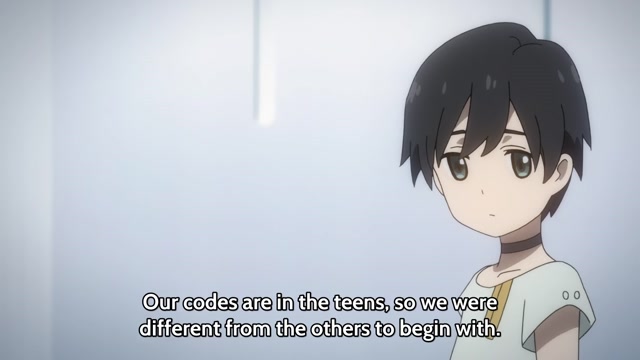 Our codes are in the teens, so we were
different from the others to begin with.